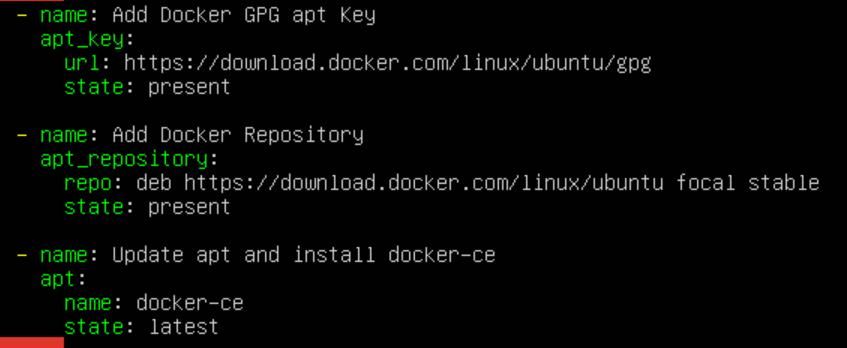 - name: Add Docker GPG apt Key
  apt_key:
    url: https://download.docker.com/linux/ubuntu/gpg
    state: present

- name: Add Docker Repository
  apt_repository:
    repo: deb https://download.docker.com/linux/ubuntu focal stable
    state: present

- name: Update apt and install docker-ce
  apt:
    name: docker-ce
    state: latest